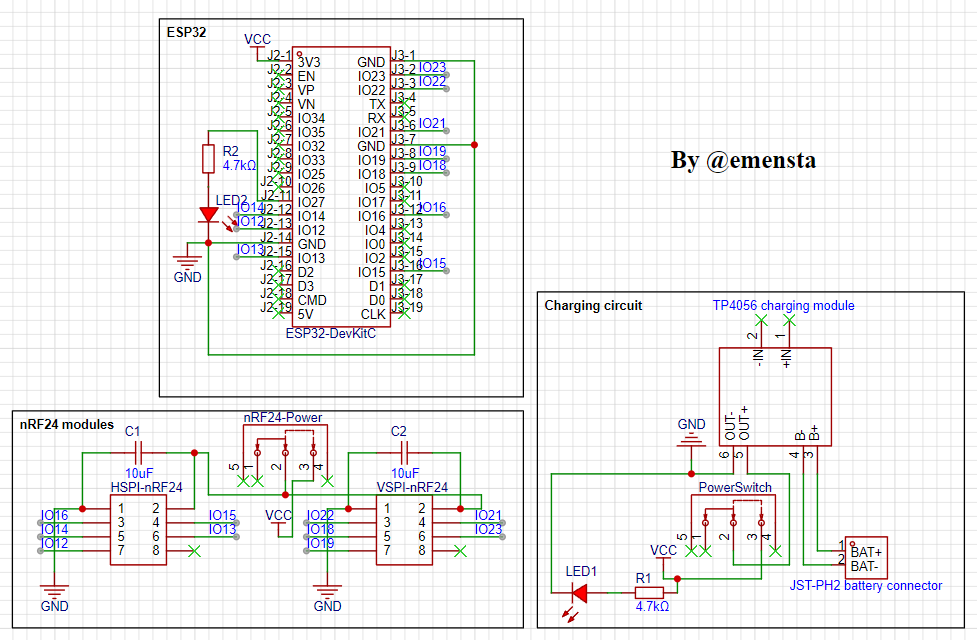 ESP32
VCC
J2-1 3V3 GND J3-1
J2-2 EN IO23 J3-2 IO23
J2-3 VP IO22 J3-3 IO22
J2-4 VN TX J3-4
J2-5 IO34 RX J3-5
J2-6 IO35 IO21 J3-6 IO21
J2-7 IO32 GND J3-7
J2-8 IO33 IO19 J3-8 IO19
J2-9 IO25 IO18 J3-9 IO18
J2-10 IO26 IO5 J3-10
J2-11 IO27 IO17 J3-11
IO14 J2-12 IO14 IO16 J3-12 IO16
IO12 J2-13 IO12 IO4 J3-13
J2-14 GND IO0 J3-14
IO13 J2-15 IO13 IO2 J3-15
J2-16 D2 IO15 J3-16 IO15
J2-17 D3 D1 J3-17
J2-18 CMD D0 J3-18
J2-19 5V CLK J3-19
ESP32-DevKitC
R2
4.7kΩ
LED2
GND
By @emensta
nRF24 modules
C1
10uF
HSPI-nRF24
1 2
IO16 3 4 IO15
IO14 5 6 IO13
IO12 7 8
GND
nRF24-Power
5 1 2 3 4
VCC
C2
10uF
VSPI-nRF24
1 2 IO21
IO22 3 4 IO23
IO18 5 6
IO19 7 8
GND
Charging circuit
TP4056 charging module
2 1
-IN +IN
OUT- OUT+ B- B+
6 5 4 3
GND
PowerSwitch
5 1 2 3 4
VCC
LED1
R1
4.7kΩ
1 BAT+
2 BAT-
JST-PH2 battery connector